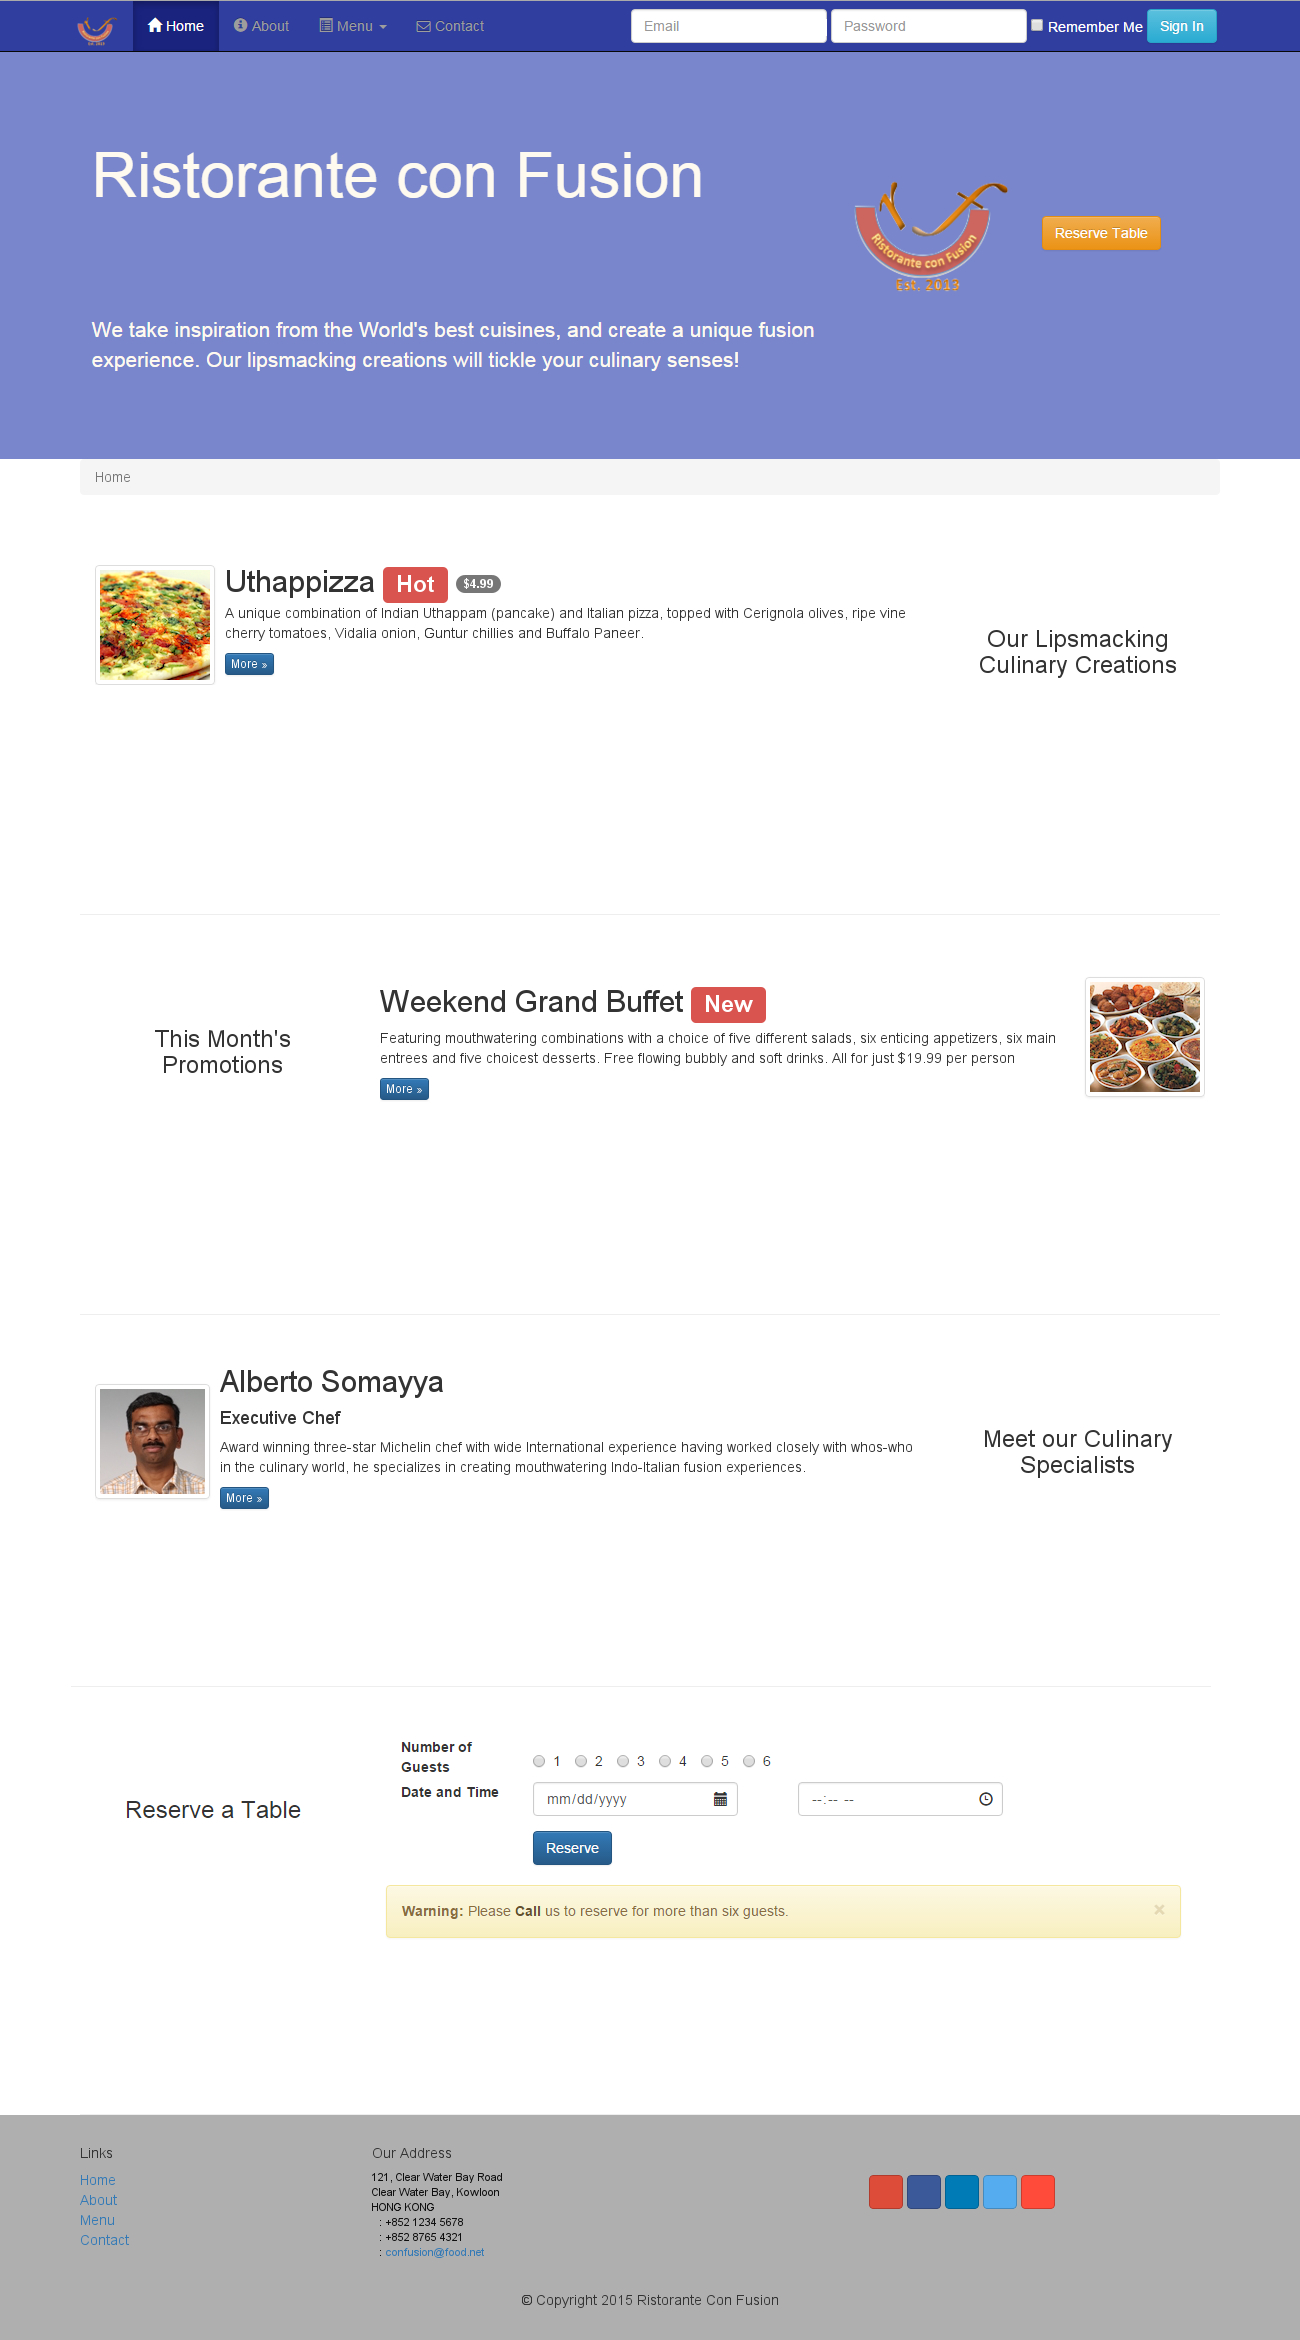 Est. 2013
Home
About
Menu
Contact
Email
Password
Remember Me
Sign In
Ristorante con Fusion
Ristorante con Fusion
Est. 2013
Reserve Table
We take inspiration from the World's best cuisines, and create a unique fusion
experience. Our lipsmacking creations will tickle your culinary senses!
Home
Uthappizza Hot $4.99
A unique combination of Indian Uthappam (pancake) and Italian pizza, topped with Cerignola olives, ripe vine
cherry tomatoes, Vidalia onion, Guntur chillies and Buffalo Paneer.
More »
Our Lipsmacking
Culinary Creations
This Month's
Promotions
Weekend Grand Buffet New
Featuring mouthwatering combinations with a choice of five different salads, six enticing appetizers, six main
entrees and five choicest desserts. Free flowing bubbly and soft drinks. All for just $19.99 per person
More »
Alberto Somayya
Executive Chef
Award winning three-star Michelin chef with wide International experience having worked closely with whos-who
in the culinary world, he specializes in creating mouthwatering Indo-Italian fusion experiences.
More »
Meet our Culinary
Specialists
Reserve a Table
Number of
Guests
1 2 3 4 5 6
Date and Time
mm/dd/yyyy
--:-- --
Reserve
Warning: Please Call us to reserve for more than six guests.
×
Links
Home
About
Menu
Contact
Our Address
121, Clear Water Bay Road
Clear Water Bay, Kowloon
HONG KONG
: +852 1234 5678
: +852 8765 4321
: confusion@food.net
© Copyright 2015 Ristorante Con Fusion